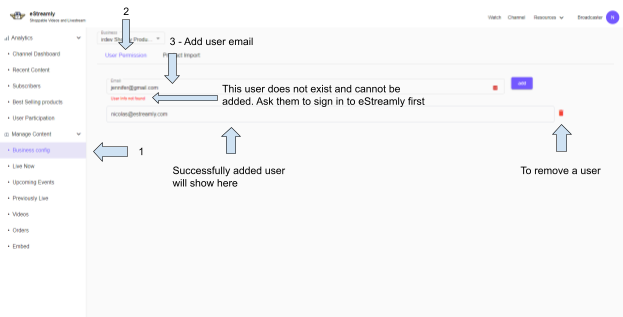 eStreamly
Shoppable Videos and Livestream
2
Watch Channel Resources Broadcaster N
Analytics
Business
indev Produ...
3 - Add user email
Channel Dashboard
User Permission Product Import
Recent Content
Subscribers
Email
jennifer@gmail.com
add
This user does not exist and cannot be
added. Ask them to sign in to eStreamly first
User info not found
Best Selling products
nicolas@estreamly.com
User Participation
Manage Content
Business config
1
Live Now
Successfully added user
will show here
To remove a user
Upcoming Events
Previously Live
Videos
Orders
Embed